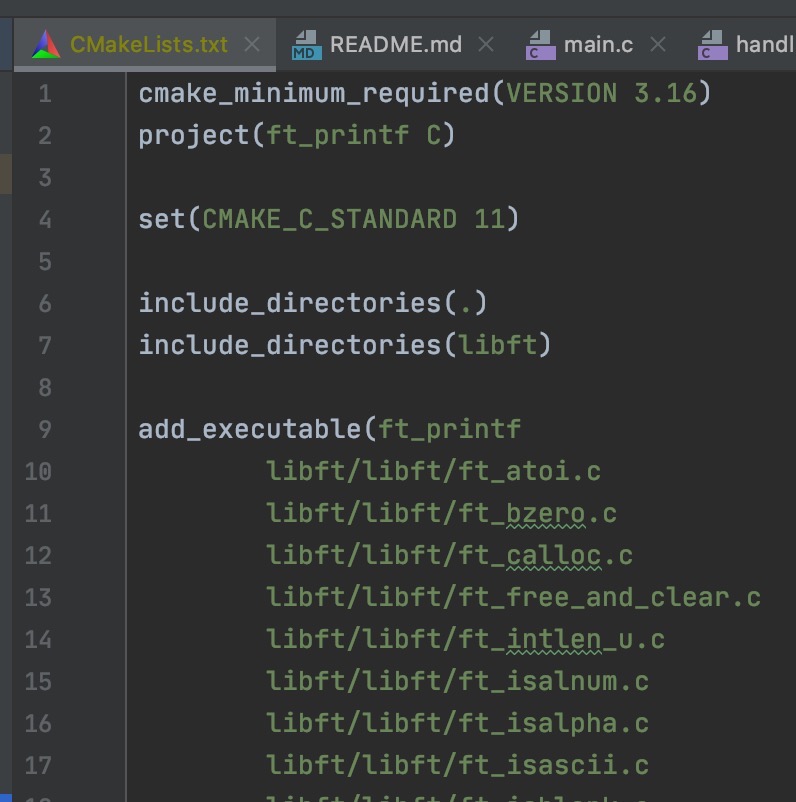 CMakeLists.txt README.md main.c handl
1 cmake_minimum_required(VERSION 3.16)
2 project(ft_printf C)
3
4 set(CMAKE_C_STANDARD 11)
5
6 include_directories(.)
7 include_directories(libft)
8
9 add_executable(ft_printf
10 libft/libft/ft_atoi.c
11 libft/libft/ft_bzero.c
12 libft/libft/ft_calloc.c
13 libft/libft/ft_free_and_clear.c
14 libft/libft/ft_intlen_u.c
15 libft/libft/ft_isalnum.c
16 libft/libft/ft_isalpha.c
17 libft/libft/ft_isascii.c